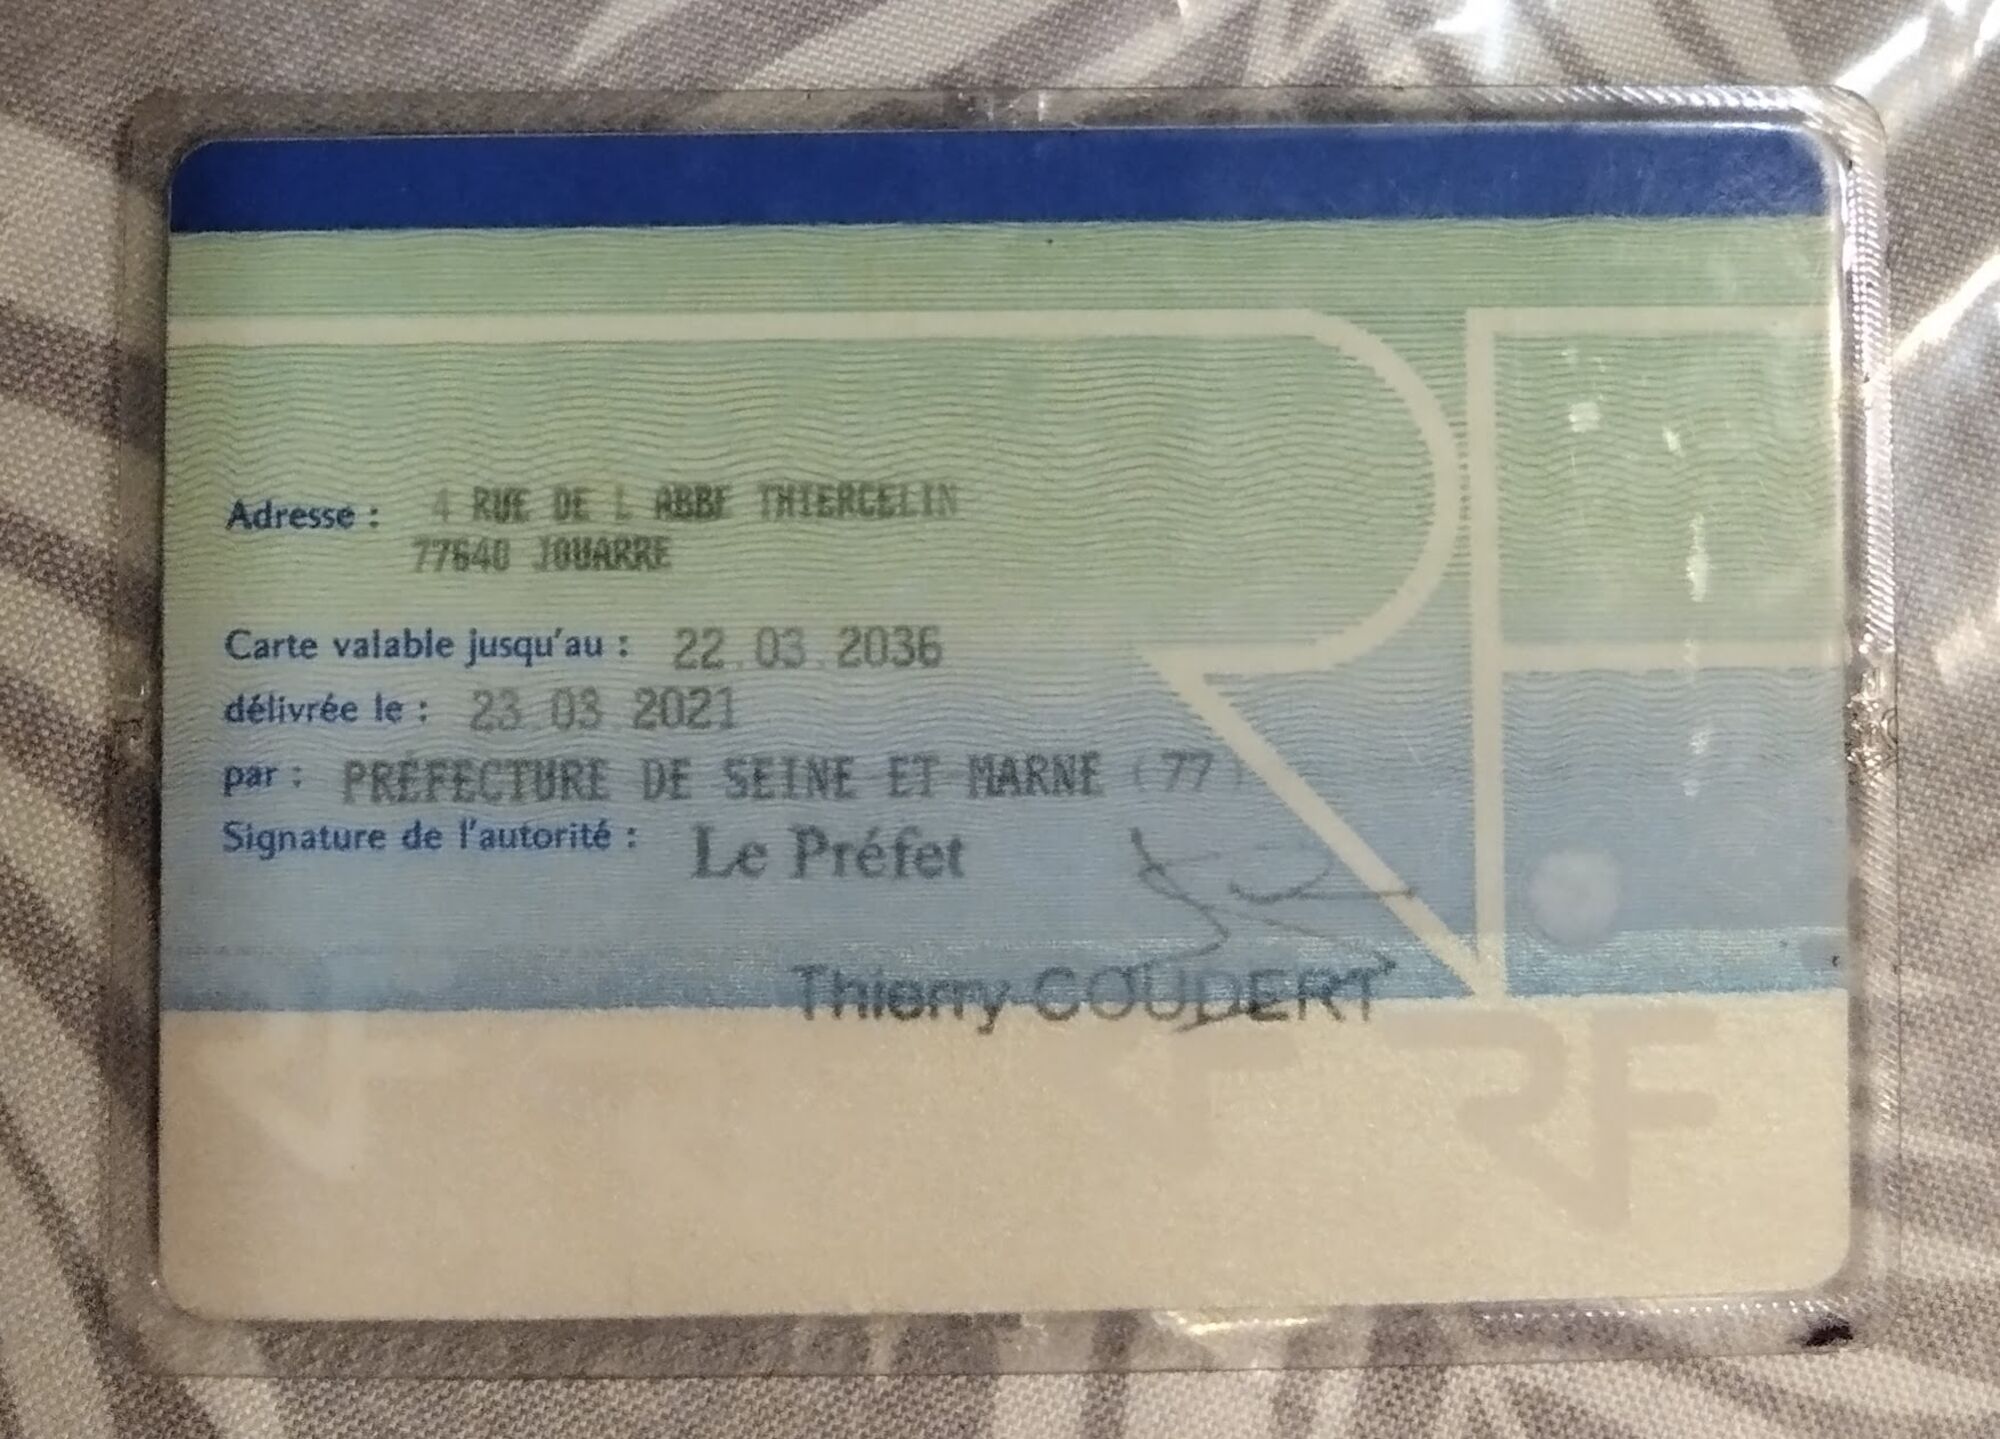 Adresse : 4 RUE DE L ABBE THIERCELIN
77640 JOUARRE
Carte valable jusqu'au : 22.03.2036
délivrée le : 23.03.2021
par : PRÉFECTURE DE SEINE ET MARNE (77)
Signature de l'autorité : Le Préfet
Thierry COUDERT
RF